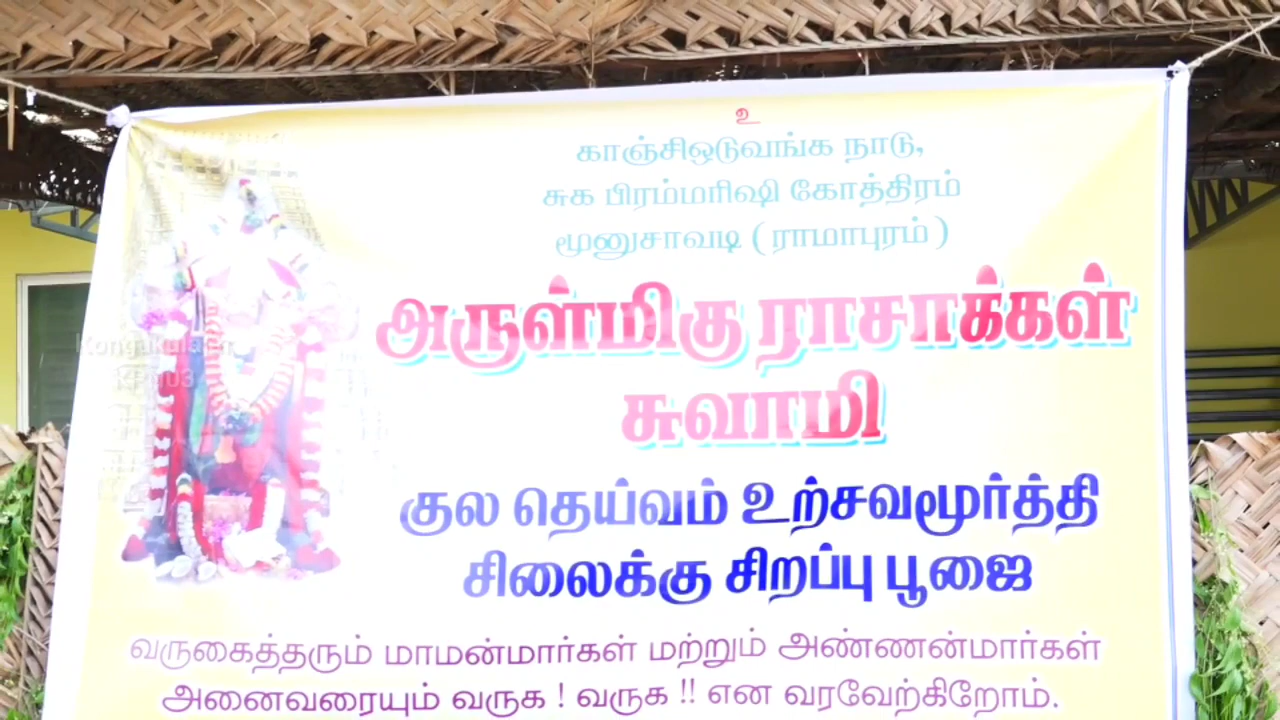 உ
காஞ்சிஒடுவங்க நாடு,
சுக பிரம்மரிஷி கோத்திரம்
மூனுசாவடி ( ராமாபுரம் )
அருள்மிகு ராசாக்கள்
சுவாமி
குல தெய்வம் உற்சவமூர்த்தி
சிலைக்கு சிறப்பு பூஜை
வருகைத்தரும் மாமன்மார்கள் மற்றும் அண்ணன்மார்கள்
அனைவரையும் வருக ! வருக !! என வரவேற்கிறோம்.